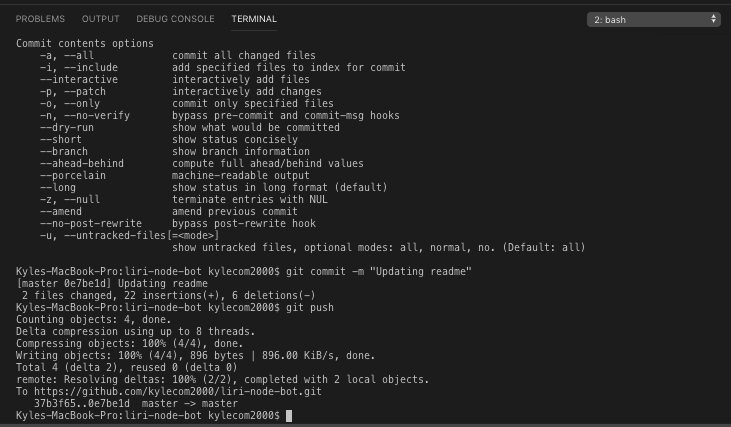 PROBLEMS OUTPUT DEBUG CONSOLE TERMINAL 2: bash
Commit contents options
-a, --all commit all changed files
-i, --include add specified files to index for commit
--interactive interactively add files
-p, --patch interactively add changes
-o, --only commit only specified files
-n, --no-verify bypass pre-commit and commit-msg hooks
--dry-run show what would be committed
--short show status concisely
--branch show branch information
--ahead-behind compute full ahead/behind values
--porcelain machine-readable output
--long show status in long format (default)
-z, --null terminate entries with NUL
--amend amend previous commit
--no-post-rewrite bypass post-rewrite hook
-u, --untracked-files[=<mode>]
show untracked files, optional modes: all, normal, no. (Default: all)
Kyles-MacBook-Pro:liri-node-bot kylecom2000$ git commit -m "Updating readme"
[master 0e7be1d] Updating readme
2 files changed, 22 insertions(+), 6 deletions(-)
Kyles-MacBook-Pro:liri-node-bot kylecom2000$ git push
Counting objects: 4, done.
Delta compression using up to 8 threads.
Compressing objects: 100% (4/4), done.
Writing objects: 100% (4/4), 896 bytes | 896.00 KiB/s, done.
Total 4 (delta 2), reused 0 (delta 0)
remote: Resolving deltas: 100% (2/2), completed with 2 local objects.
To https://github.com/kylecom2000/liri-node-bot.git
37b3f65..0e7be1d master -> master
Kyles-MacBook-Pro:liri-node-bot kylecom2000$